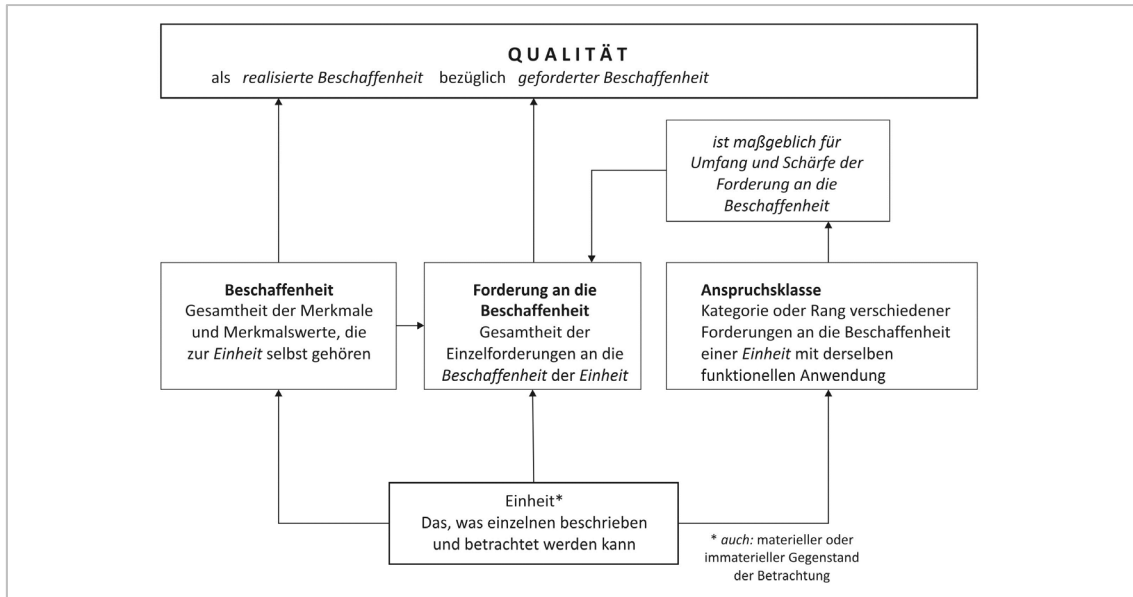 QUALITÄT
als realisierte Beschaffenheit bezüglich geforderter Beschaffenheit
ist maßgeblich für
Umfang und Schärfe der
Forderung an die
Beschaffenheit
Beschaffenheit
Gesamtheit der Merkmale
und Merkmalswerte, die
zur Einheit selbst gehören
Forderung an die
Beschaffenheit
Gesamtheit der
Einzelforderungen an die
Beschaffenheit der Einheit
Anspruchsklasse
Kategorie oder Rang verschiedener
Forderungen an die Beschaffenheit
einer Einheit mit derselben
funktionellen Anwendung
Einheit*
Das, was einzelnen beschrieben
und betrachtet werden kann
* auch: materieller oder
immaterieller Gegenstand
der Betrachtung